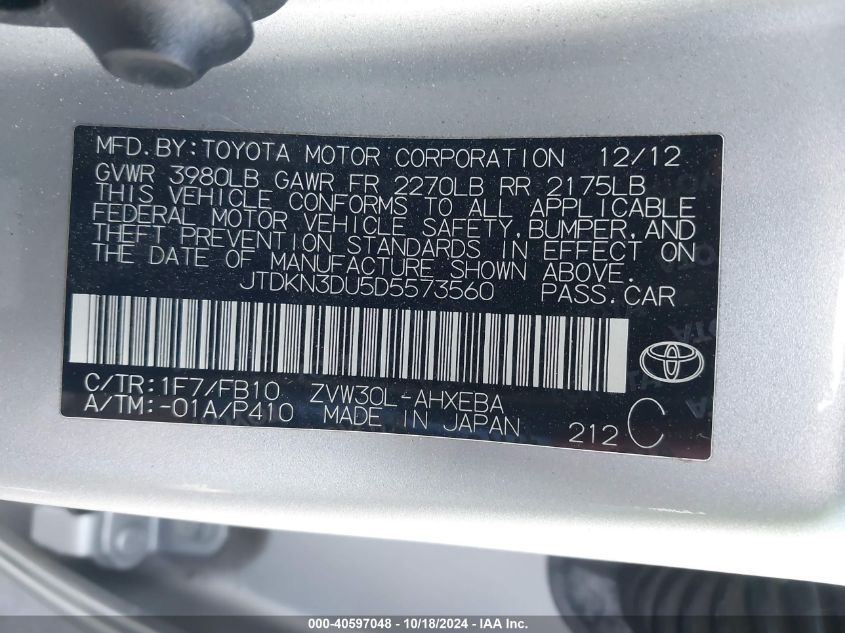 MFD.BY:TOYOTA MOTOR CORPORATION 12/12
GVWR 3980LB GAWR FR 2270LB RR 2175LB
THIS VEHICLE CONFORMS TO ALL APPLICABLE
FEDERAL MOTOR VEHICLE SAFETY,BUMPER,AND
THEFT PREVENTION STANDARDS IN EFFECT ON
THE DATE OF MANUFACTURE SHOWN ABOVE.
JTDKN3DU5D5573560 PASS.CAR
C/TR:1F7/FB10 ZVW30L-AHXEBA
A/TM:-01A/P410 MADE IN JAPAN
212 C
000-40597048 - 10/18/2024 - IAA Inc.